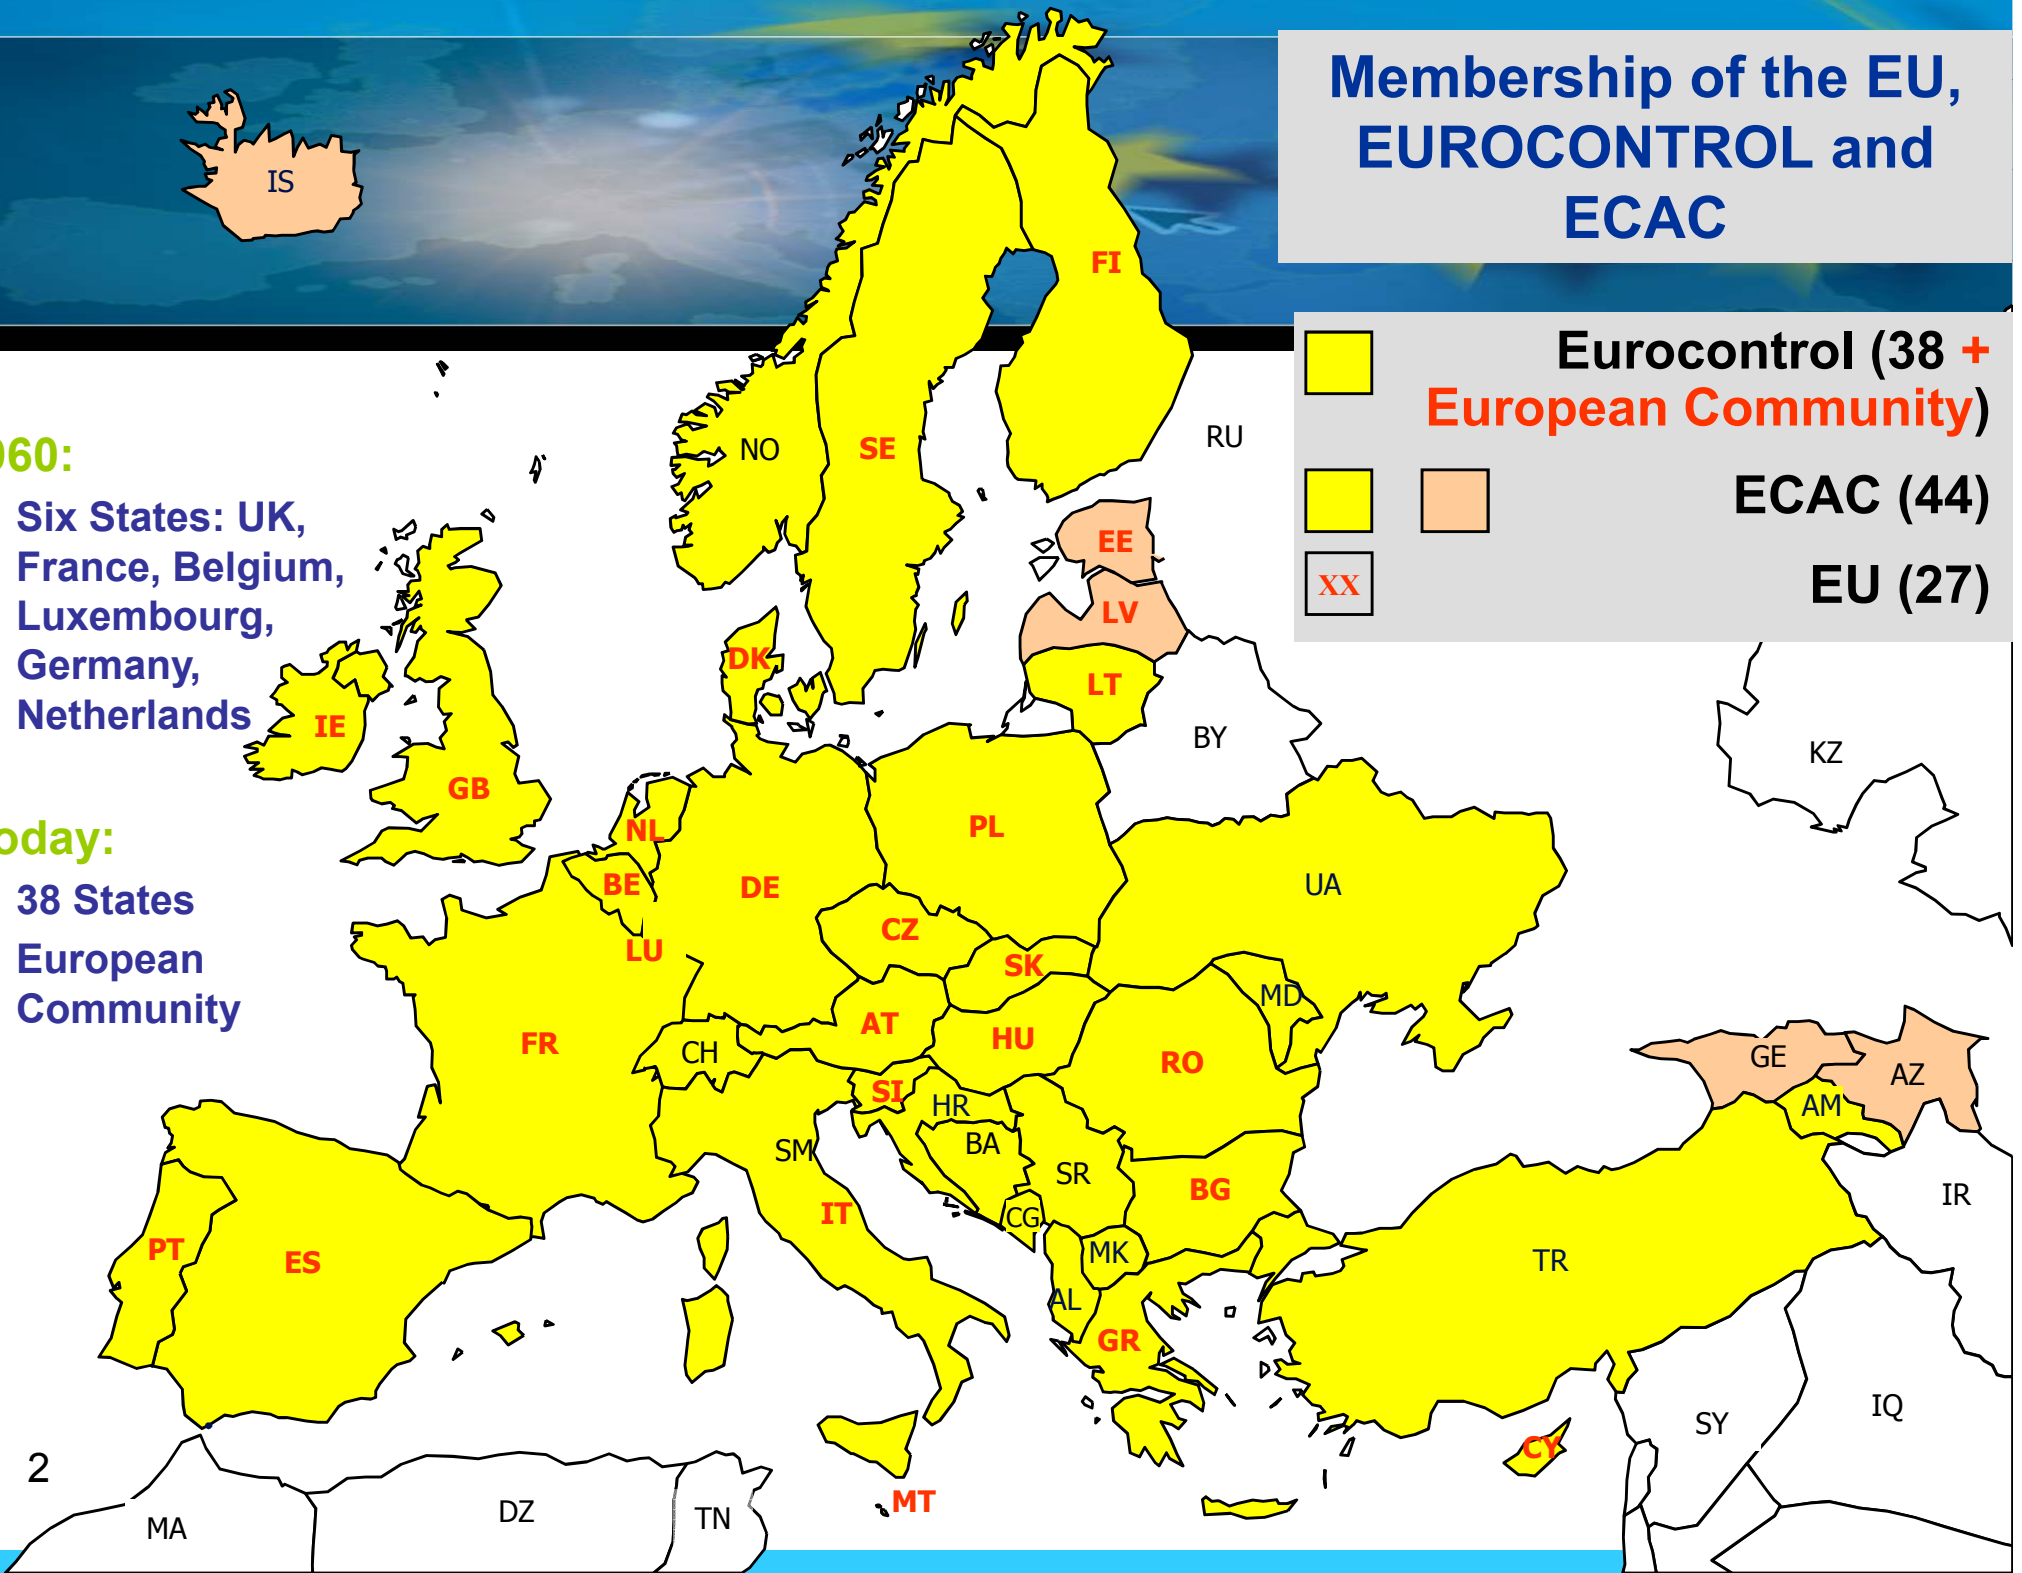 Membership of the EU,
EUROCONTROL and
ECAC
Eurocontrol (38 +
European Community)
ECAC (44)
XX
EU (27)
960:
Six States: UK,
France, Belgium,
Luxembourg,
Germany,
Netherlands
oday:
38 States
European
Community
IS
FI
NO
SE
RU
EE
LV
LT
DK
IE
GB
BY
KZ
NL
PL
BE
DE
UA
CZ
LU
SK
MD
AT
FR
CH
HU
RO
GE
AZ
SI
HR
AM
BA
SM
SR
BG
IR
IT
CG
PT
ES
MK
TR
AL
GR
IQ
SY
CY
2
MT
MA
DZ
TN